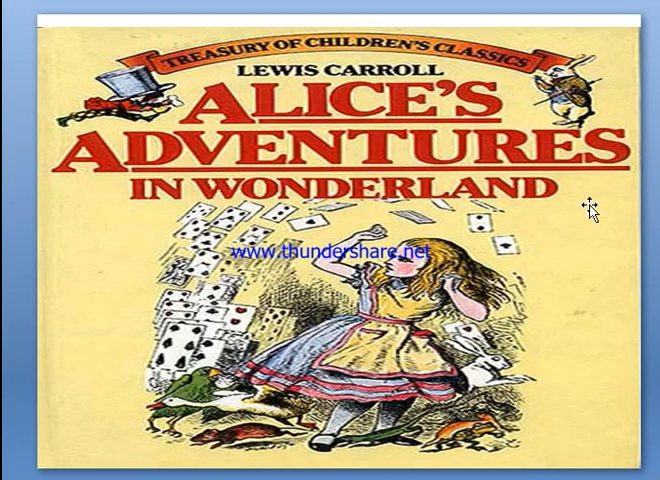 TREASURY OF CHILDREN'S CLASSICS
LEWIS CARROLL
ALICE'S
ADVENTURES
IN WONDERLAND
www.thundershare.net